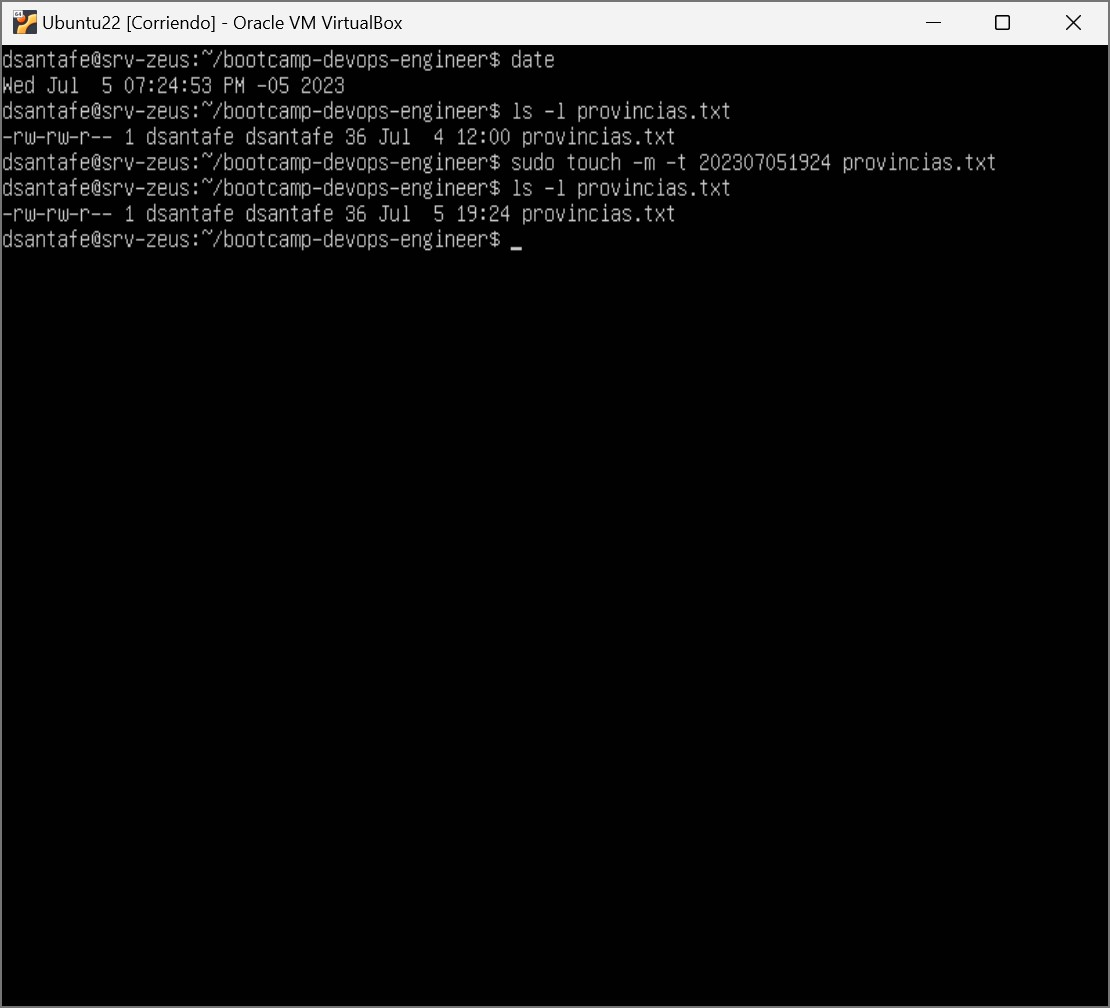 Ubuntu22 [Corriendo] - Oracle VM VirtualBox
dsantafe@srv-zeus:~/bootcamp-devops-engineer$ date
Wed Jul  5 07:24:53 PM -05 2023
dsantafe@srv-zeus:~/bootcamp-devops-engineer$ ls -l provincias.txt
-rw-rw-r-- 1 dsantafe dsantafe 36 Jul  4 12:00 provincias.txt
dsantafe@srv-zeus:~/bootcamp-devops-engineer$ sudo touch -m -t 202307051924 provincias.txt
dsantafe@srv-zeus:~/bootcamp-devops-engineer$ ls -l provincias.txt
-rw-rw-r-- 1 dsantafe dsantafe 36 Jul  5 19:24 provincias.txt
dsantafe@srv-zeus:~/bootcamp-devops-engineer$ _